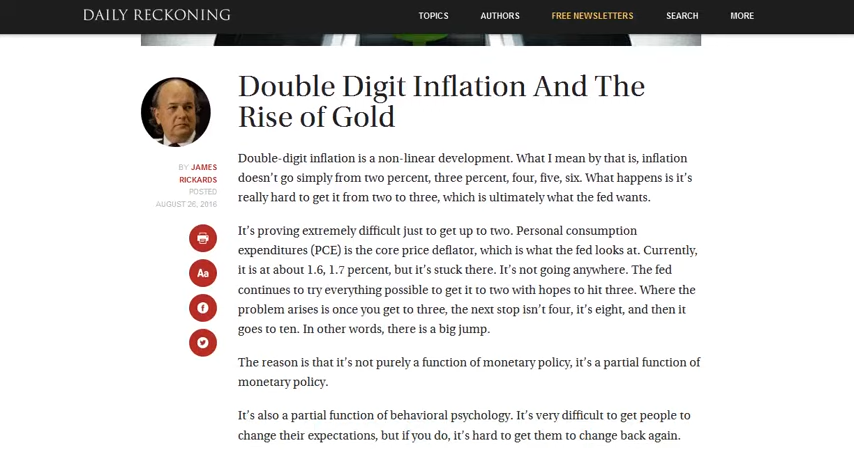 DAILY RECKONING
TOPICS
AUTHORS
FREE NEWSLETTERS
SEARCH
MORE
Double Digit Inflation And The
Rise of Gold
BY JAMES
RICKARDS
POSTED
AUGUST 26, 2016
Aa
Double-digit inflation is a non-linear development. What I mean by that is, inflation
doesn't go simply from two percent, three percent, four, five, six. What happens is it's
really hard to get it from two to three, which is ultimately what the fed wants.
It's proving extremely difficult just to get up to two. Personal consumption
expenditures (PCE) is the core price deflator, which is what the fed looks at. Currently,
it is at about 1.6, 1.7 percent, but it's stuck there. It's not going anywhere. The fed
continues to try everything possible to get it to two with hopes to hit three. Where the
problem arises is once you get to three, the next stop isn't four, it's eight, and then it
goes to ten. In other words, there is a big jump.
The reason is that it's not purely a function of monetary policy, it's a partial function of
monetary policy.
It's also a partial function of behavioral psychology. It's very difficult to get people to
change their expectations, but if you do, it's hard to get them to change back again.